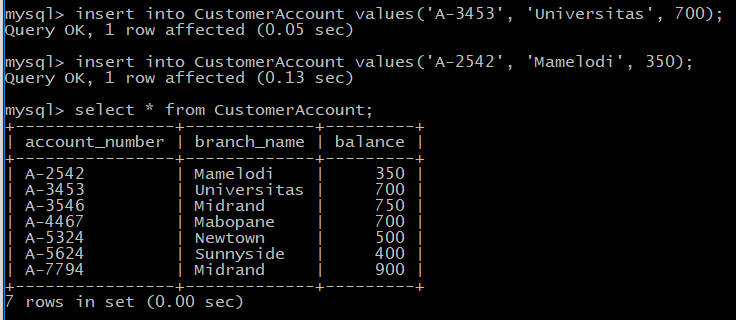 mysql> insert into CustomerAccount values('A-3453', 'Universitas', 700);
Query OK, 1 row affected (0.05 sec)
mysql> insert into CustomerAccount values('A-2542', 'Mamelodi', 350);
Query OK, 1 row affected (0.13 sec)
mysql> select * from CustomerAccount;
+----------------+-------------+---------+
| account_number | branch_name | balance |
+----------------+-------------+---------+
| A-2542         | Mamelodi    |     350 |
| A-3453         | Universitas |     700 |
| A-3546         | Midrand     |     750 |
| A-4467         | Mabopane    |     700 |
| A-5324         | Newtown     |     500 |
| A-5624         | Sunnyside   |     400 |
| A-7794         | Midrand     |     900 |
+----------------+-------------+---------+
7 rows in set (0.00 sec)